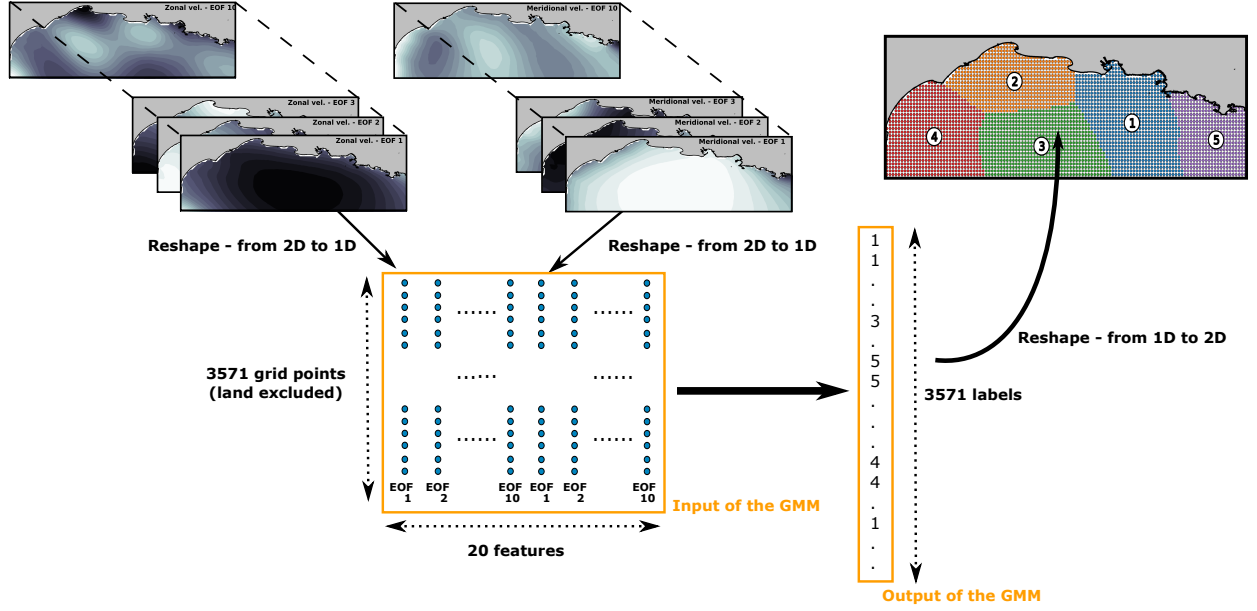 Zonal vel. - EOF 10
Meridional vel. - EOF 10
Zonal vel. - EOF 3
Zonal vel. - EOF 2
Zonal vel. - EOF 1
Meridional vel. - EOF 3
Meridional vel. - EOF 2
Meridional vel. - EOF 1
2
4
3
1
5
Reshape - from 2D to 1D
Reshape - from 2D to 1D
3571 grid points
(land excluded)
...... ......
...... ......
...... ......
EOF EOF EOF EOF EOF EOF
1 2 10 1 2 10
20 features
Input of the GMM
1
1
.
.
3
.
5
5
.
.
.
4
4
.
1
.
.
3571 labels
Output of the GMM
Reshape - from 1D to 2D